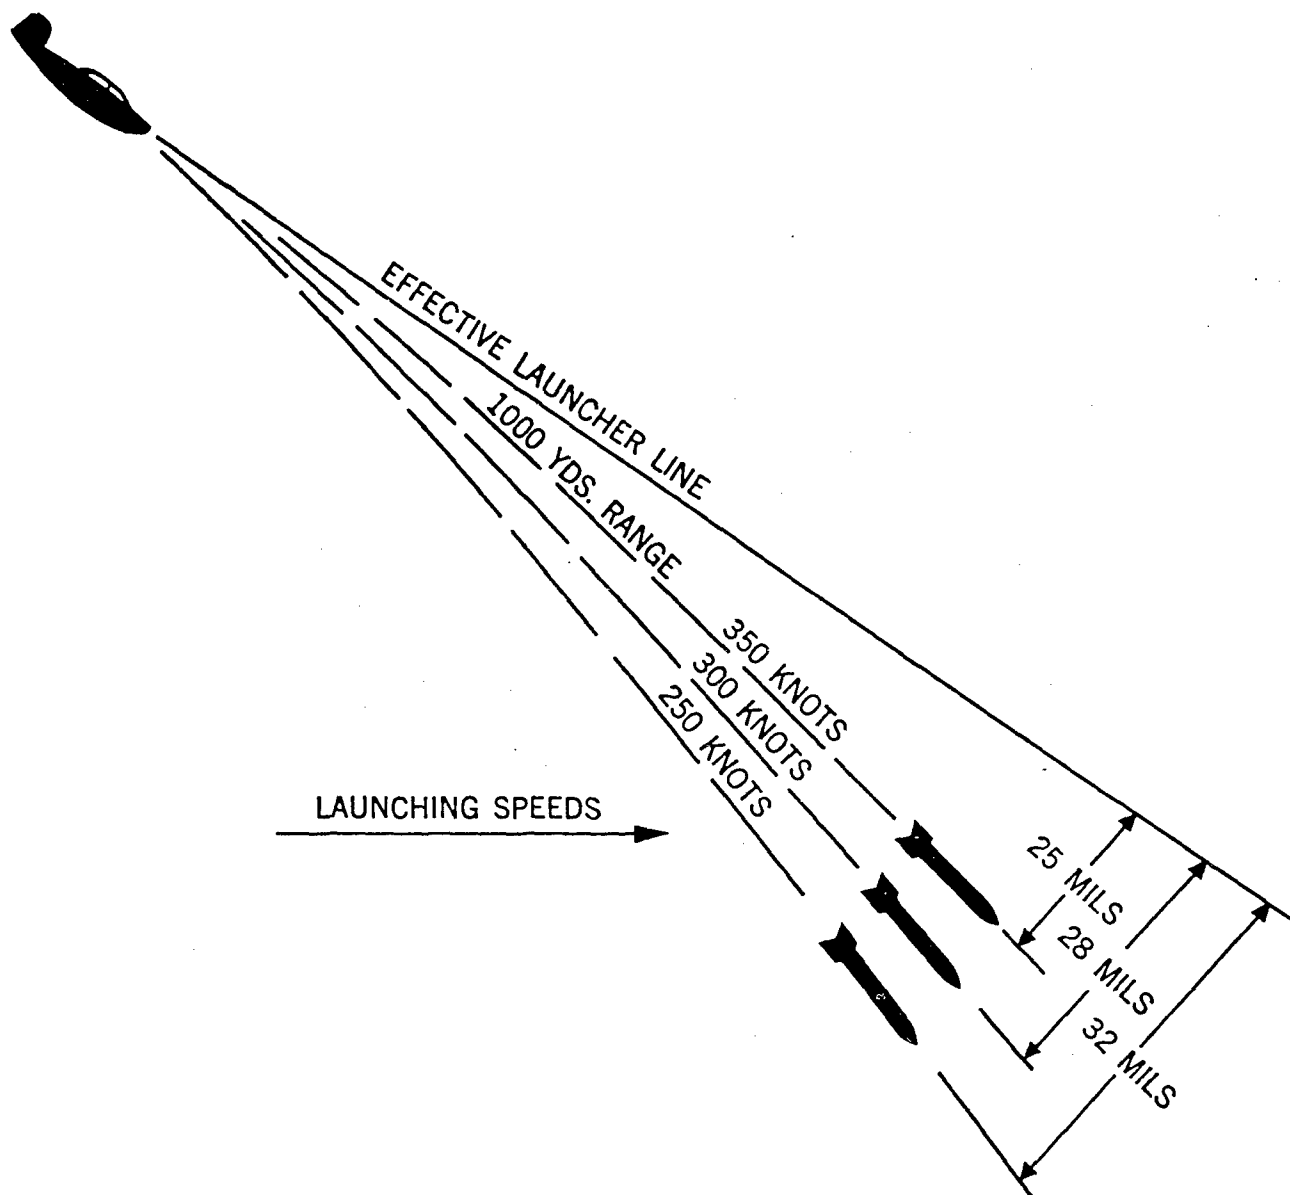 EFFECTIVE LAUNCHER LINE
1000 YDS. RANGE
350 KNOTS
300 KNOTS
250 KNOTS
LAUNCHING SPEEDS
25 MILS
28 MILS
32 MILS